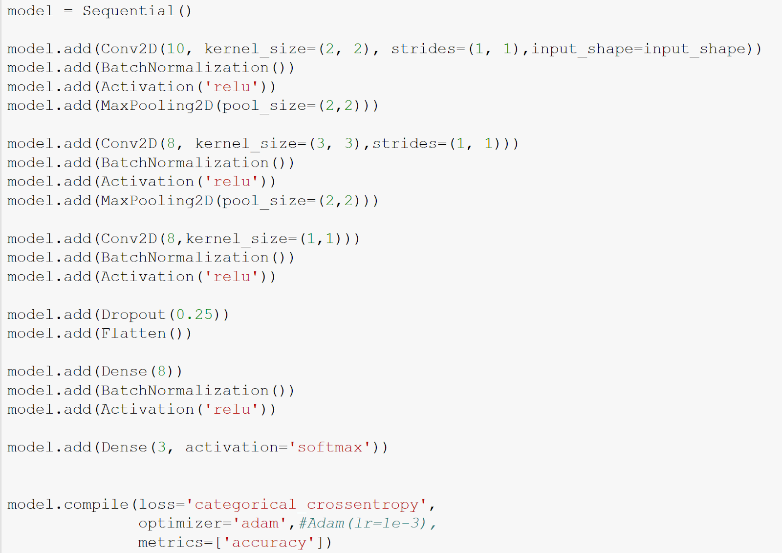 model = Sequential()
model.add(Conv2D(10, kernel_size=(2, 2), strides=(1, 1),input_shape=input_shape))
model.add(BatchNormalization())
model.add(Activation('relu'))
model.add(MaxPooling2D(pool_size=(2,2)))
model.add(Conv2D(8, kernel_size=(3, 3),strides=(1, 1)))
model.add(BatchNormalization())
model.add(Activation('relu'))
model.add(MaxPooling2D(pool_size=(2,2)))
model.add(Conv2D(8,kernel_size=(1,1)))
model.add(BatchNormalization())
model.add(Activation('relu'))
model.add(Dropout(0.25))
model.add(Flatten())
model.add(Dense(8))
model.add(BatchNormalization())
model.add(Activation('relu'))
model.add(Dense(3, activation='softmax'))
model.compile(loss='categorical crossentropy',
optimizer='adam',#Adam(lr=1e-3),
metrics=['accuracy'])